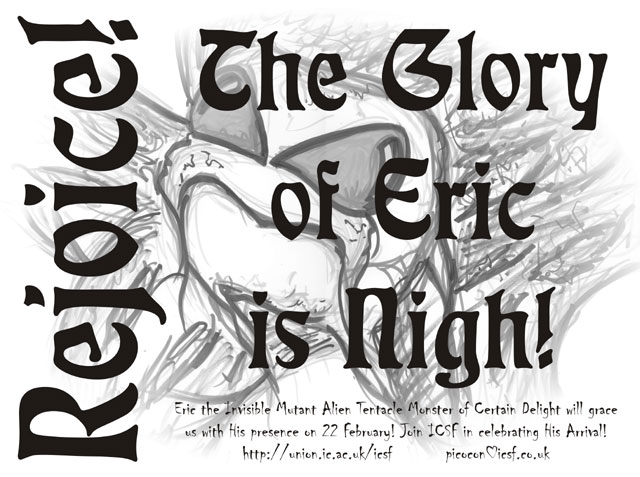 Rejoice!
The Glory
of Eric
is Nigh!
Eric the Invisible Mutant Alien Tentacle Monster of Certain Delight will grace
us with His presence on 22 February! Join ICSF in celebrating His Arrival!
http://union.ic.ac.uk/icsf picocon♡icsf.co.uk